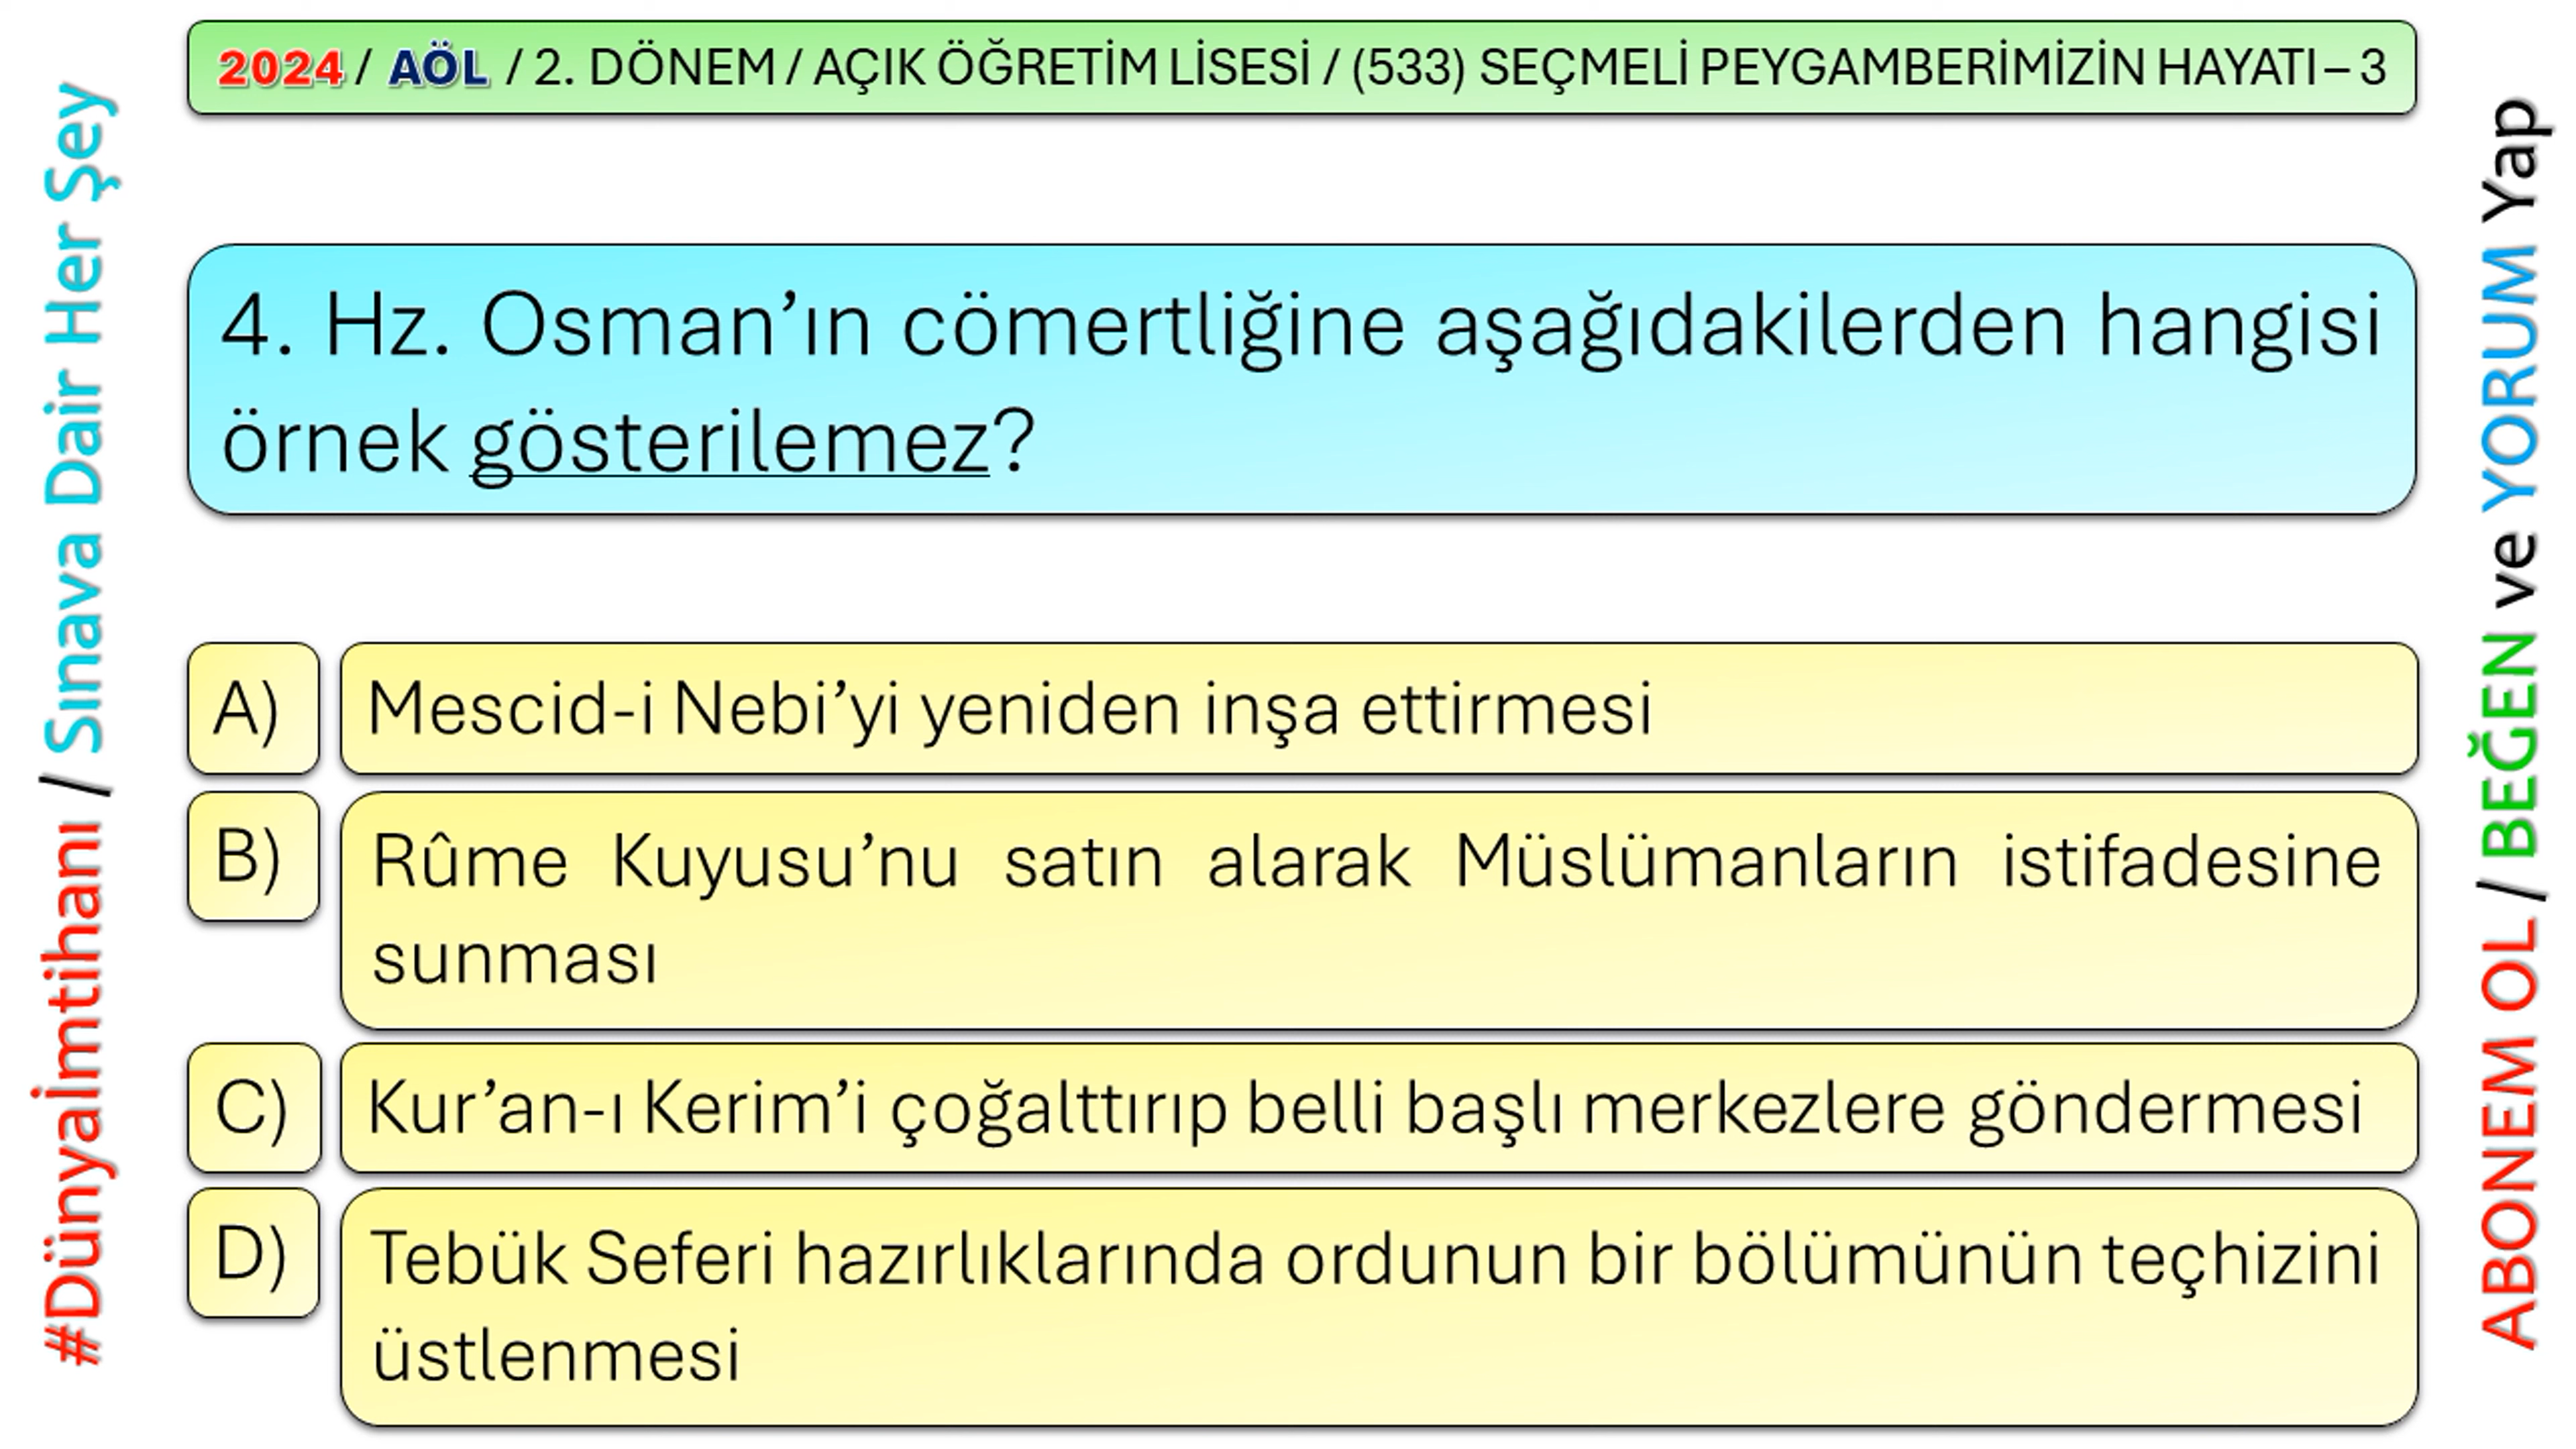 2024 / AÖL / 2. DÖNEM / AÇIK ÖĞRETİM LİSESİ / (533) SEÇMELİ PEYGAMBERİMİZİN HAYATI – 3
#Dünyaİmtihanı / Sınava Dair Her Şey
4. Hz. Osman’ın cömertliğine aşağıdakilerden hangisi
örnek gösterilemez?
A) Mescid-i Nebi’yi yeniden inşa ettirmesi
B) Rûme Kuyusu’nu satın alarak Müslümanların istifadesine
sunması
C) Kur’an-ı Kerim’i çoğalttırıp belli başlı merkezlere göndermesi
D) Tebük Seferi hazırlıklarında ordunun bir bölümünün teçhizini
üstlenmesi
ABONEM OL / BEĞEN ve YORUM Yap